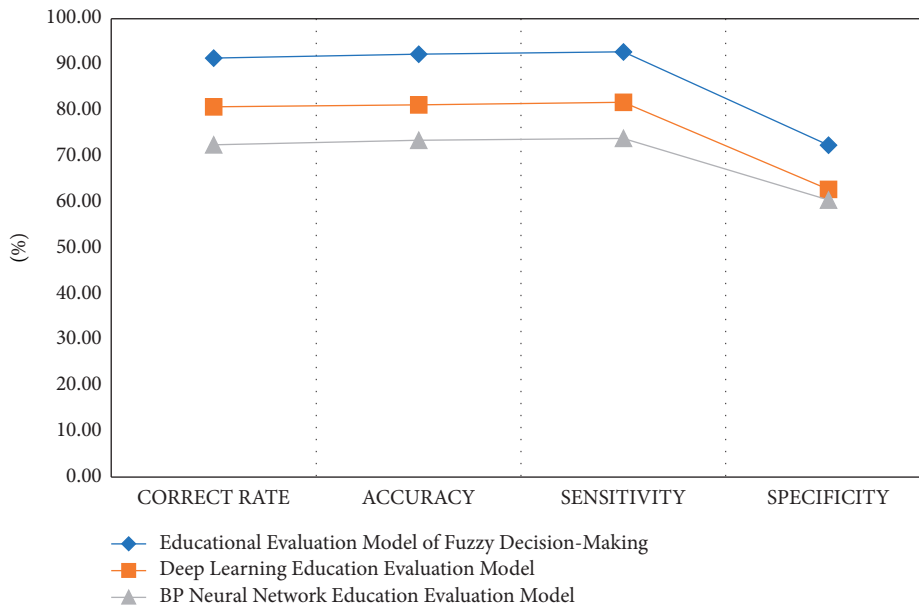 100.00
90.00
80.00
70.00
60.00
50.00
40.00
30.00
20.00
10.00
0.00
(%)
CORRECT RATE
ACCURACY
SENSITIVITY
SPECIFICITY
Educational Evaluation Model of Fuzzy Decision-Making
Deep Learning Education Evaluation Model
BP Neural Network Education Evaluation Model